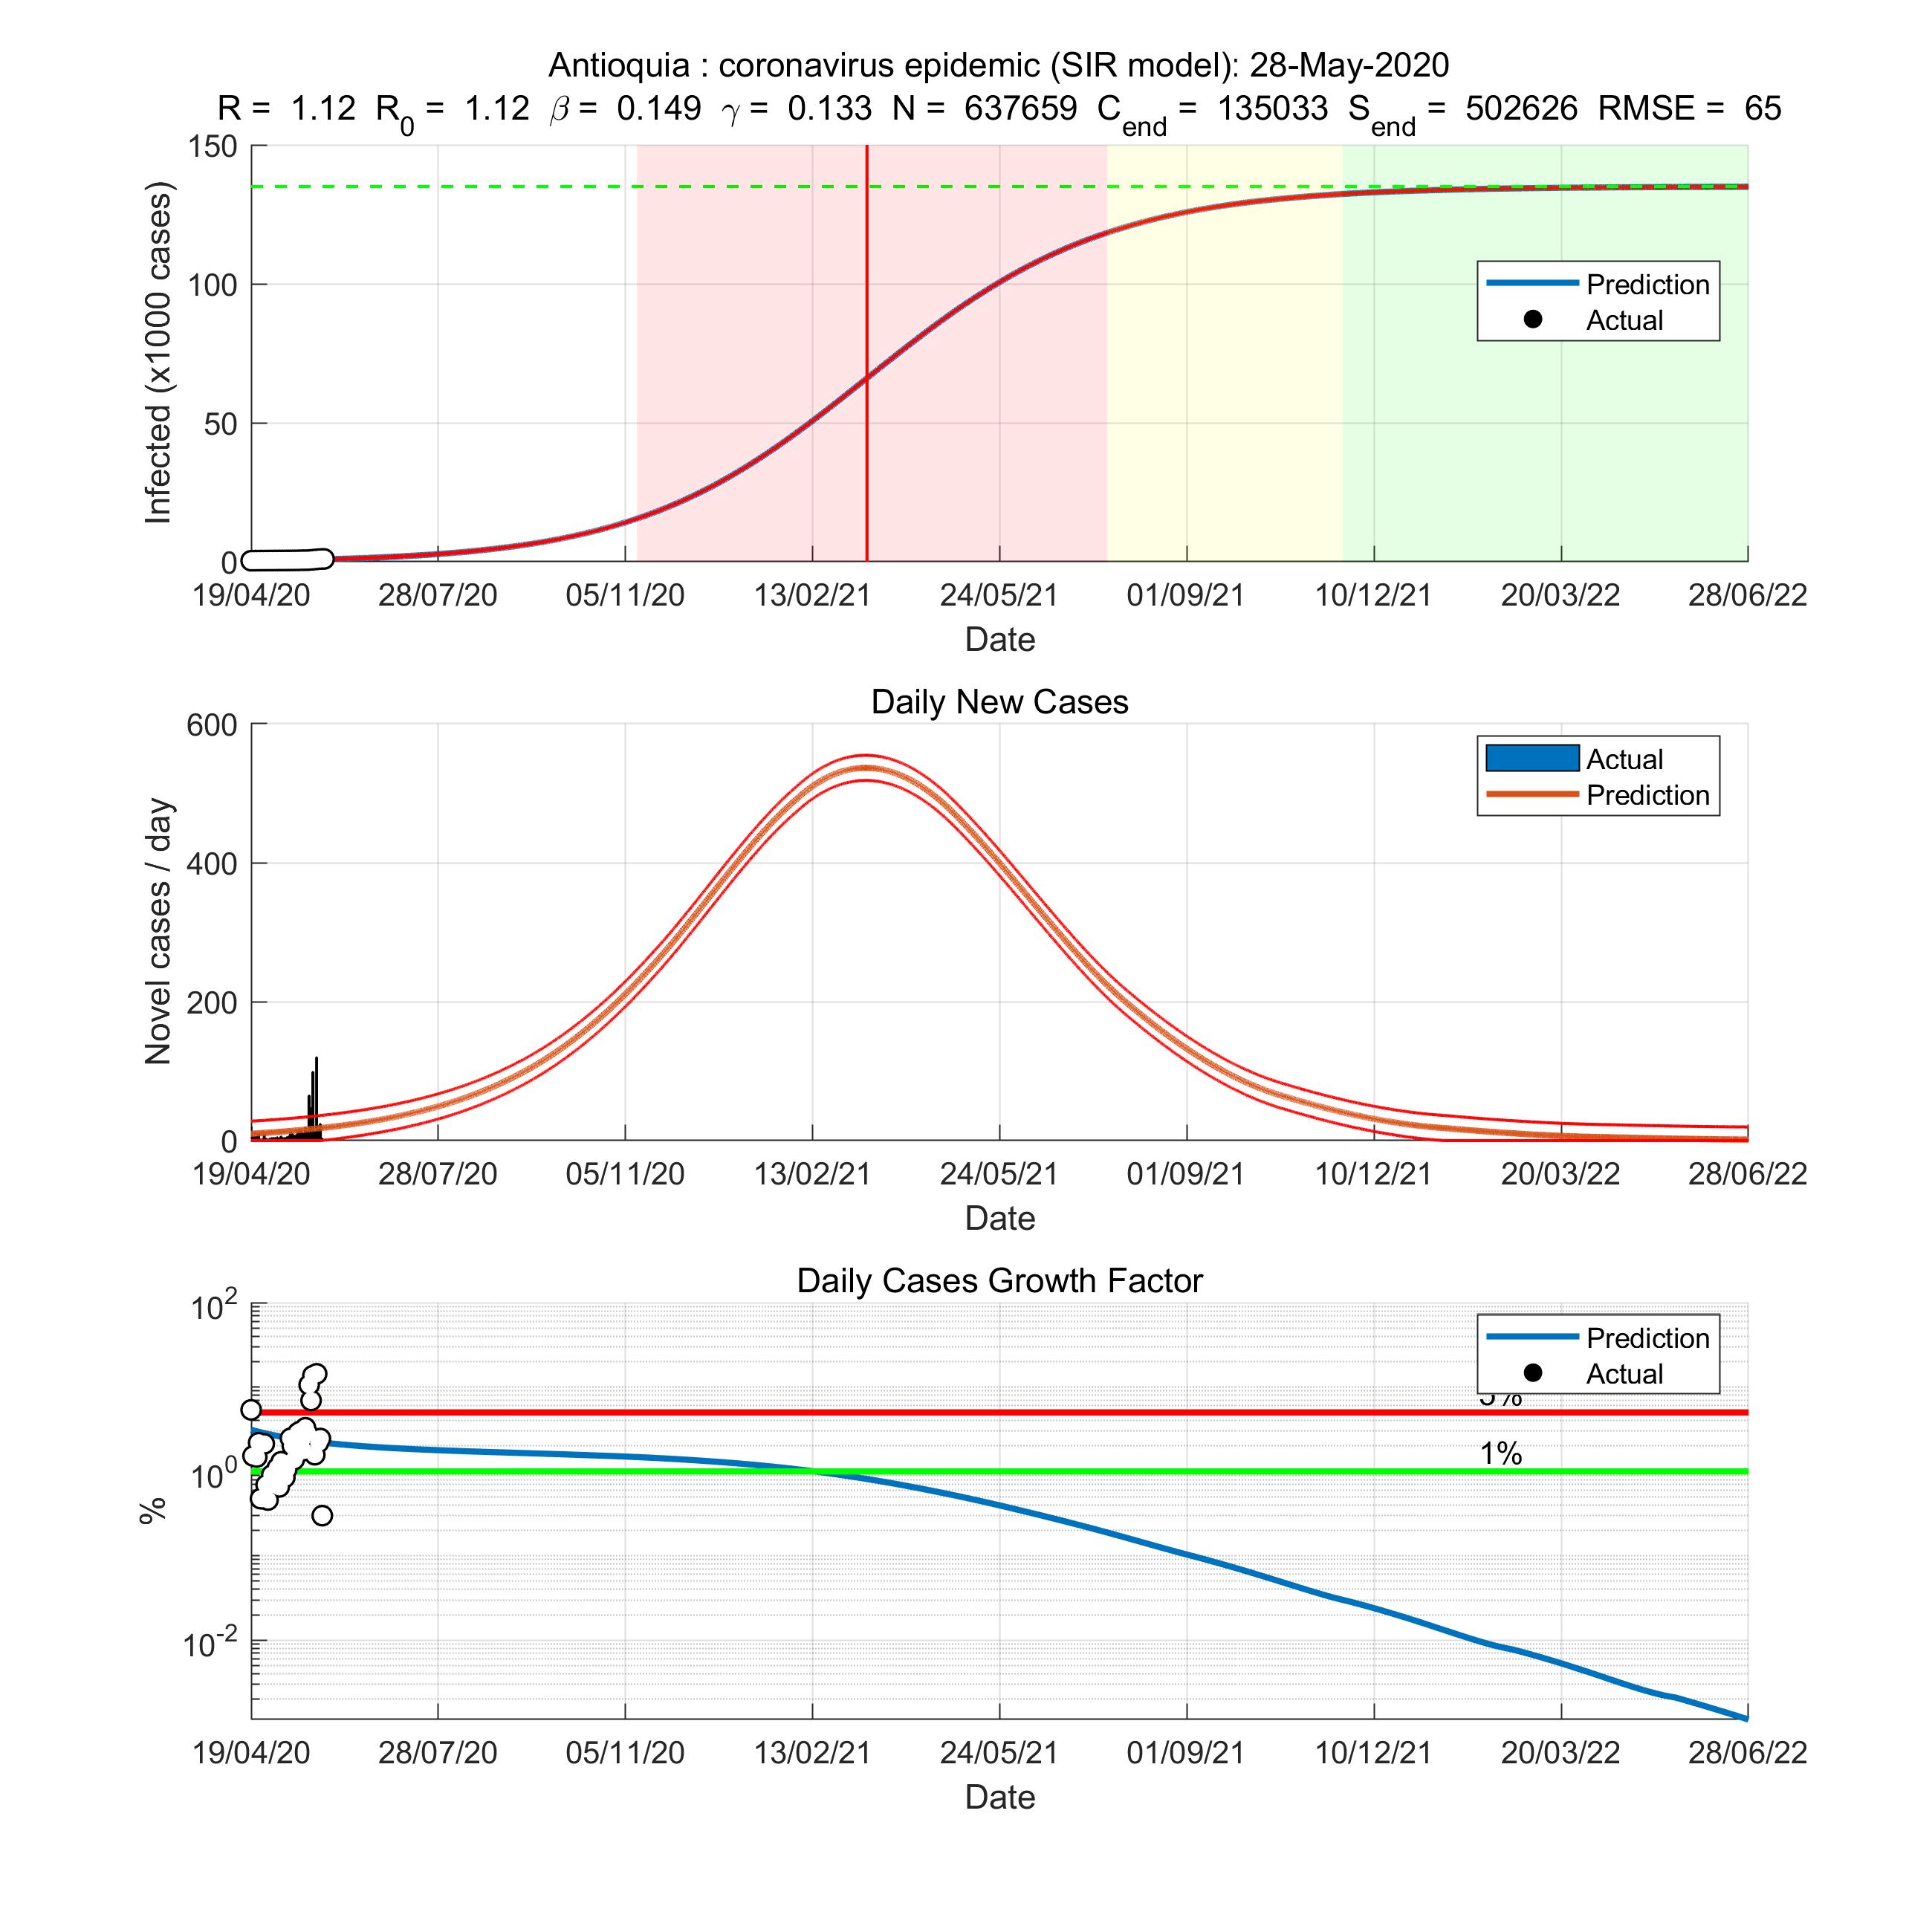 Antioquia : coronavirus epidemic (SIR model): 28-May-2020
R = 1.12 R0 = 1.12 β = 0.149 γ = 0.133 N = 637659 Cend = 135033 Send = 502626 RMSE = 65
Infected (x1000 cases)
150
100
50
0
Prediction
Actual
19/04/20 28/07/20 05/11/20 13/02/21 24/05/21 01/09/21 10/12/21 20/03/22 28/06/22
Date
Daily New Cases
Novel cases / day
600
400
200
0
Actual
Prediction
19/04/20 28/07/20 05/11/20 13/02/21 24/05/21 01/09/21 10/12/21 20/03/22 28/06/22
Date
Daily Cases Growth Factor
%
10^2
10^0
10^-2
Prediction
Actual
1%
19/04/20 28/07/20 05/11/20 13/02/21 24/05/21 01/09/21 10/12/21 20/03/22 28/06/22
Date